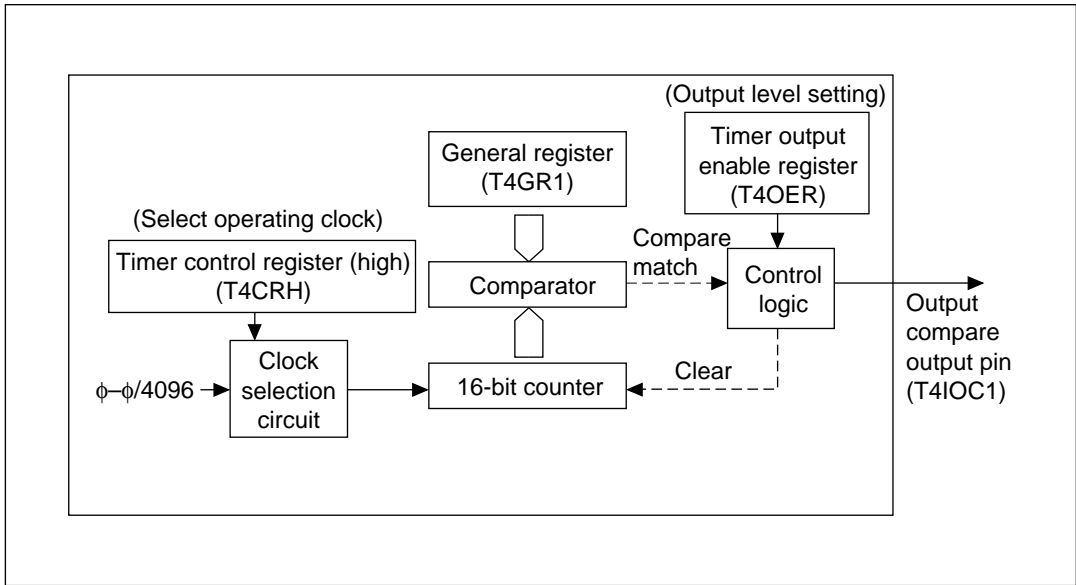 (Output level setting)
Timer output
enable register
(T4OER)
General register
(T4GR1)
(Select operating clock)
Timer control register (high)
(T4CRH)
Compare
match
Comparator
Control
logic
Output
compare
output pin
(T4IOC1)
Clock
selection
circuit
ϕ–ϕ/4096
16-bit counter
Clear